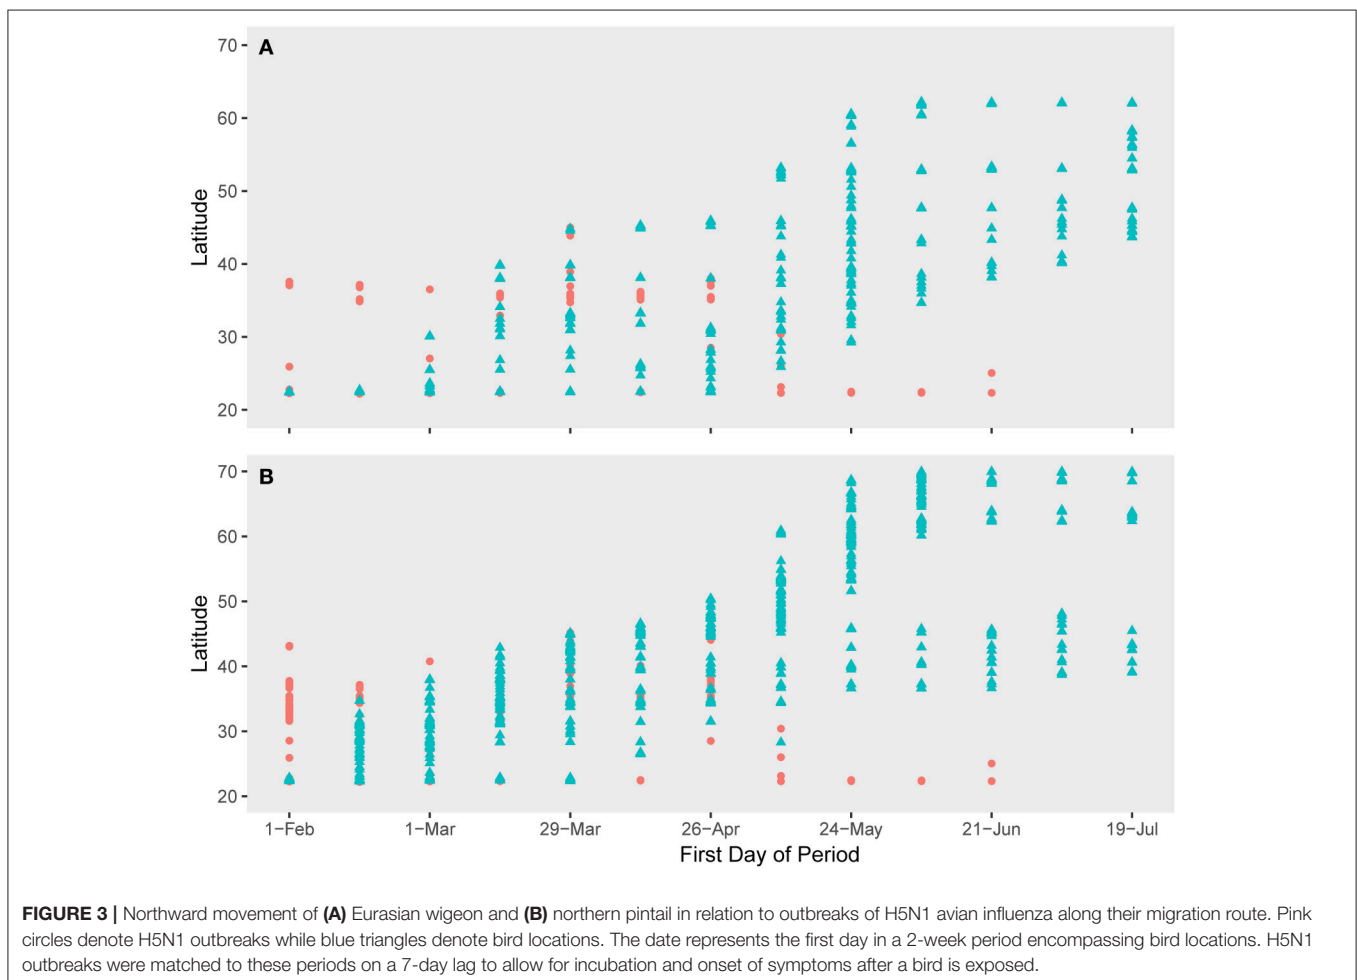 A
70
60
50
40
30
20
Latitude
B
70
60
50
40
30
20
Latitude
1-Feb 1-Mar 29-Mar 26-Apr 24-May 21-Jun 19-Jul
First Day of Period
FIGURE 3 | Northward movement of (A) Eurasian wigeon and (B) northern pintail in relation to outbreaks of H5N1 avian influenza along their migration route. Pink
circles denote H5N1 outbreaks while blue triangles denote bird locations. The date represents the first day in a 2-week period encompassing bird locations. H5N1
outbreaks were matched to these periods on a 7-day lag to allow for incubation and onset of symptoms after a bird is exposed.